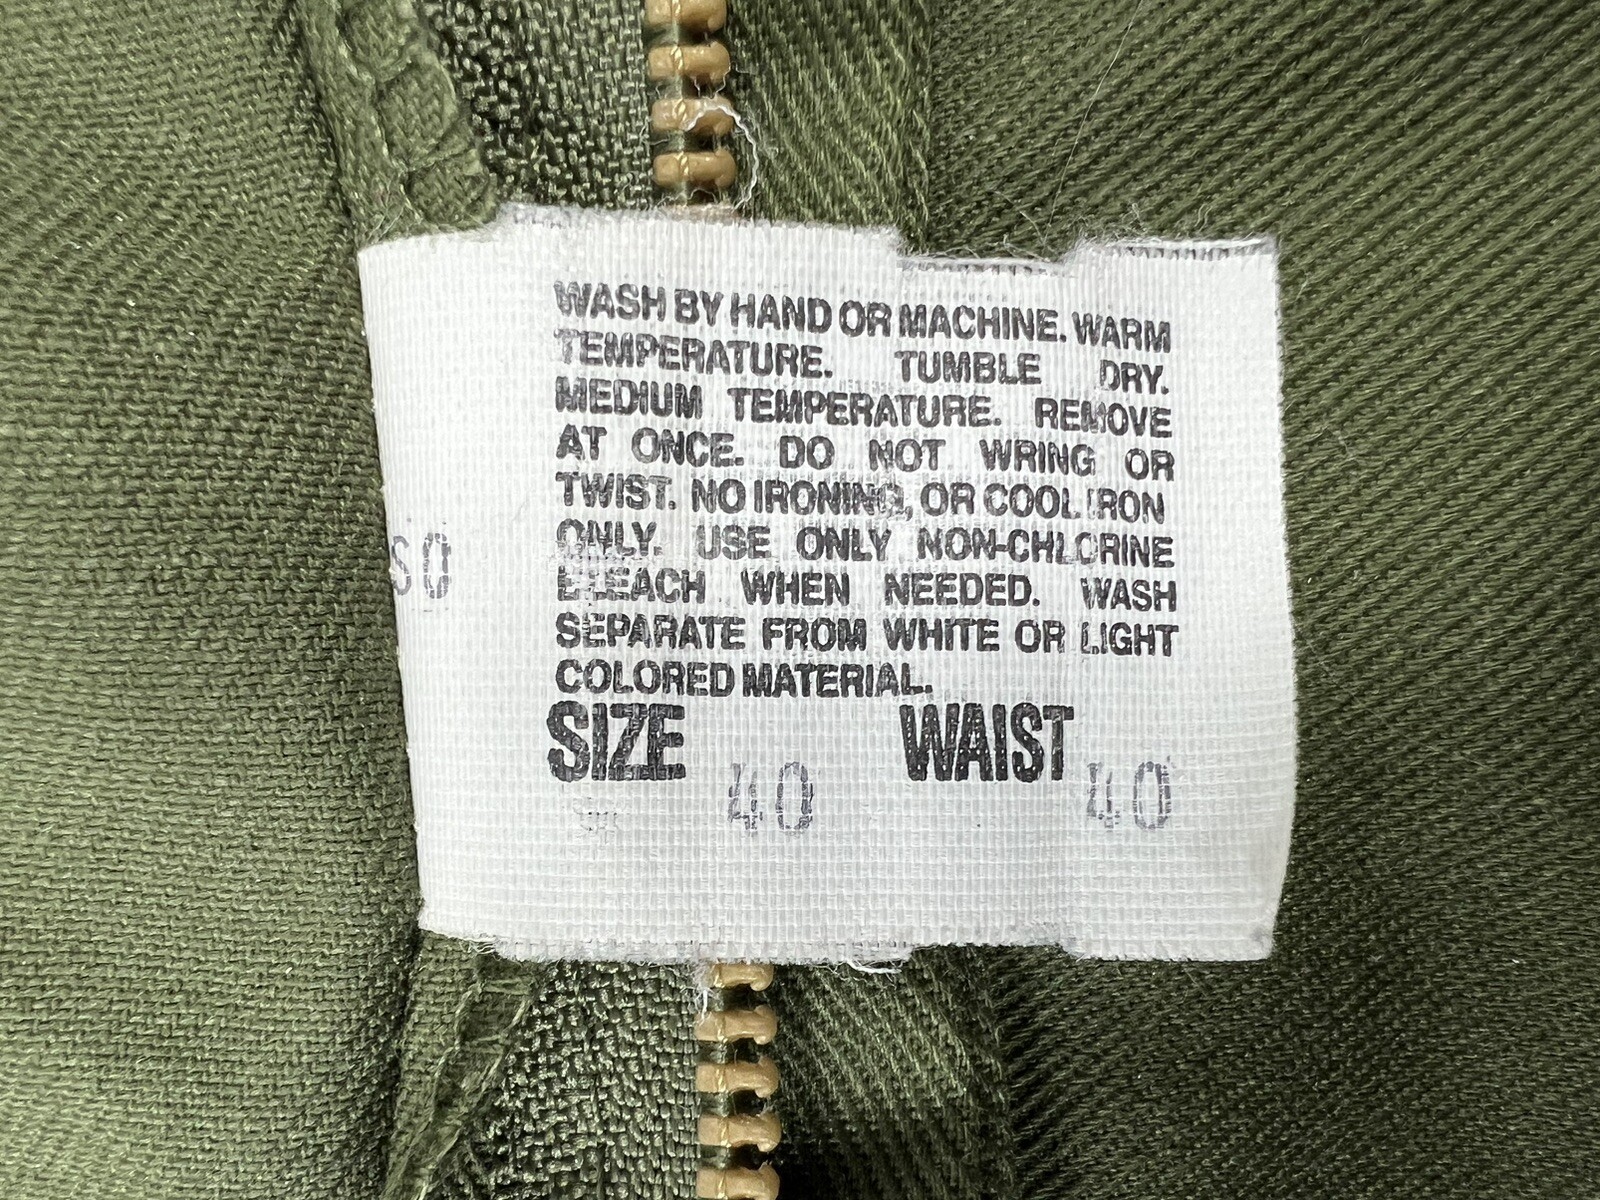 WASH BY HAND OR MACHINE. WARM
TEMPERATURE. TUMBLE DRY.
MEDIUM TEMPERATURE. REMOVE
AT ONCE. DO NOT WRING OR
TWIST. NO IRONING, OR COOL IRON
ONLY. USE ONLY NON-CHLORINE
BLEACH WHEN NEEDED. WASH
SEPARATE FROM WHITE OR LIGHT
COLORED MATERIAL.
SIZE WAIST
40 40